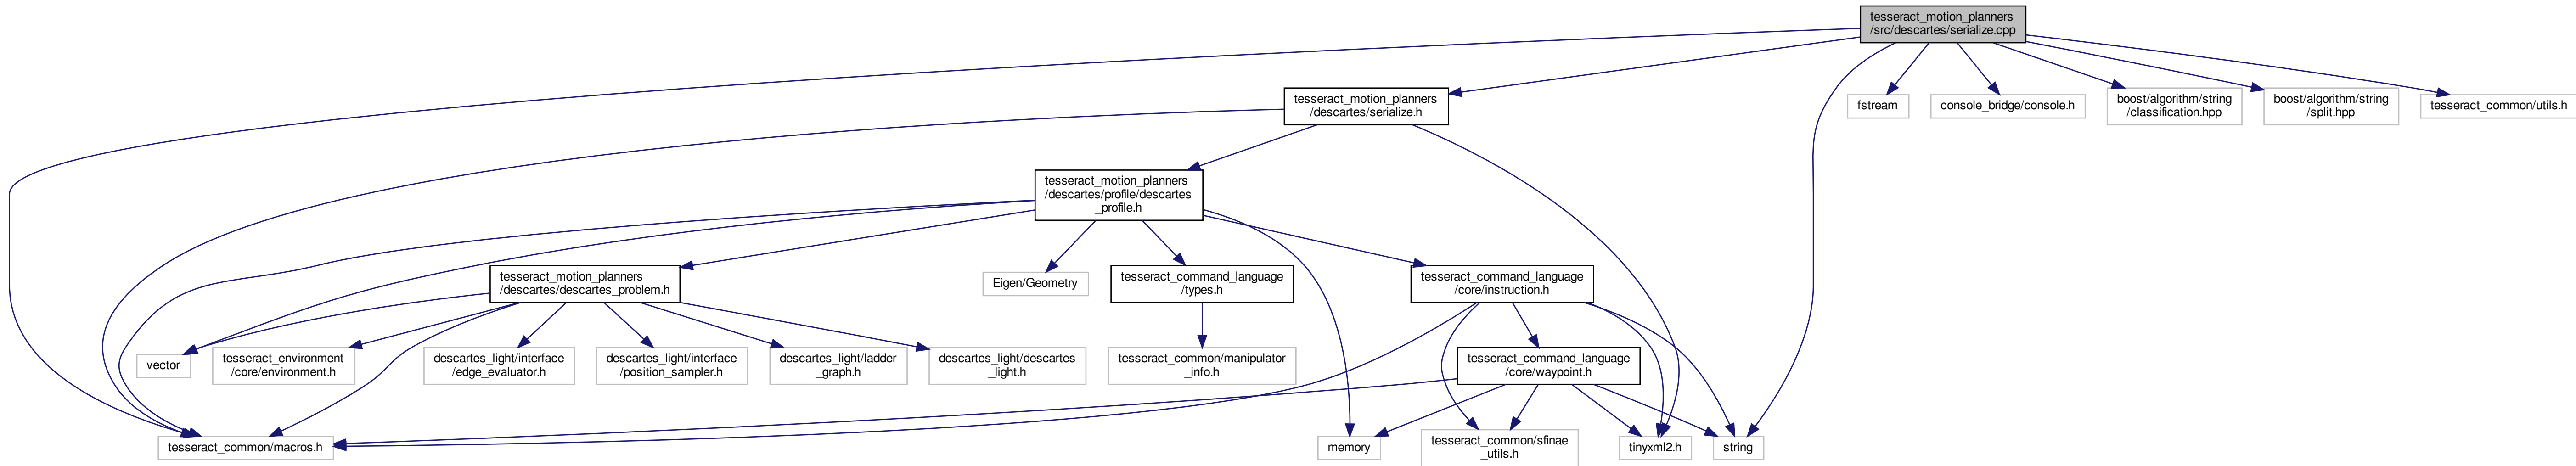 tesseract_motion_planners
/src/descartes/serialize.cpp
tesseract_motion_planners
/descartes/serialize.h
fstream
console_bridge/console.h
boost/algorithm/string
/classification.hpp
boost/algorithm/string
/split.hpp
tesseract_common/utils.h
tesseract_motion_planners
/descartes/profile/descartes
_profile.h
tesseract_motion_planners
/descartes/descartes_problem.h
Eigen/Geometry
tesseract_command_language
/types.h
tesseract_command_language
/core/instruction.h
vector
tesseract_environment
/core/environment.h
descartes_light/interface
/edge_evaluator.h
descartes_light/interface
/position_sampler.h
descartes_light/ladder
_graph.h
descartes_light/descartes
_light.h
tesseract_common/manipulator
_info.h
tesseract_command_language
/core/waypoint.h
tesseract_common/macros.h
memory
tesseract_common/sfinae
_utils.h
tinyxml2.h
string